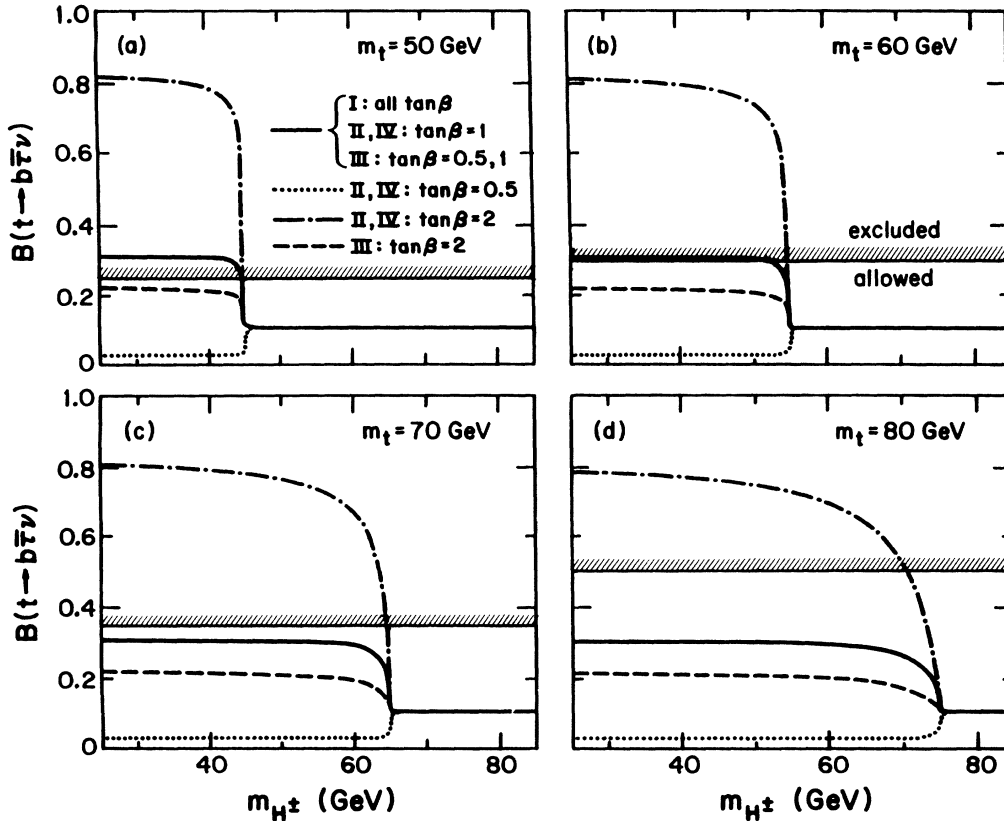 1.0
0.8
0.6
0.4
0.2
0
B(t→bτ̄ν)
(a)
m_t = 50 GeV
I : all tanβ
II, IV : tanβ = 1
III : tanβ = 0.5, 1
II, IV : tanβ = 0.5
II, IV : tanβ = 2
III : tanβ = 2
(b)
m_t = 60 GeV
excluded
allowed
1.0
0.8
0.6
0.4
0.2
0
B(t→bτ̄ν)
(c)
m_t = 70 GeV
40
60
80
m_H± (GeV)
(d)
m_t = 80 GeV
40
60
80
m_H± (GeV)